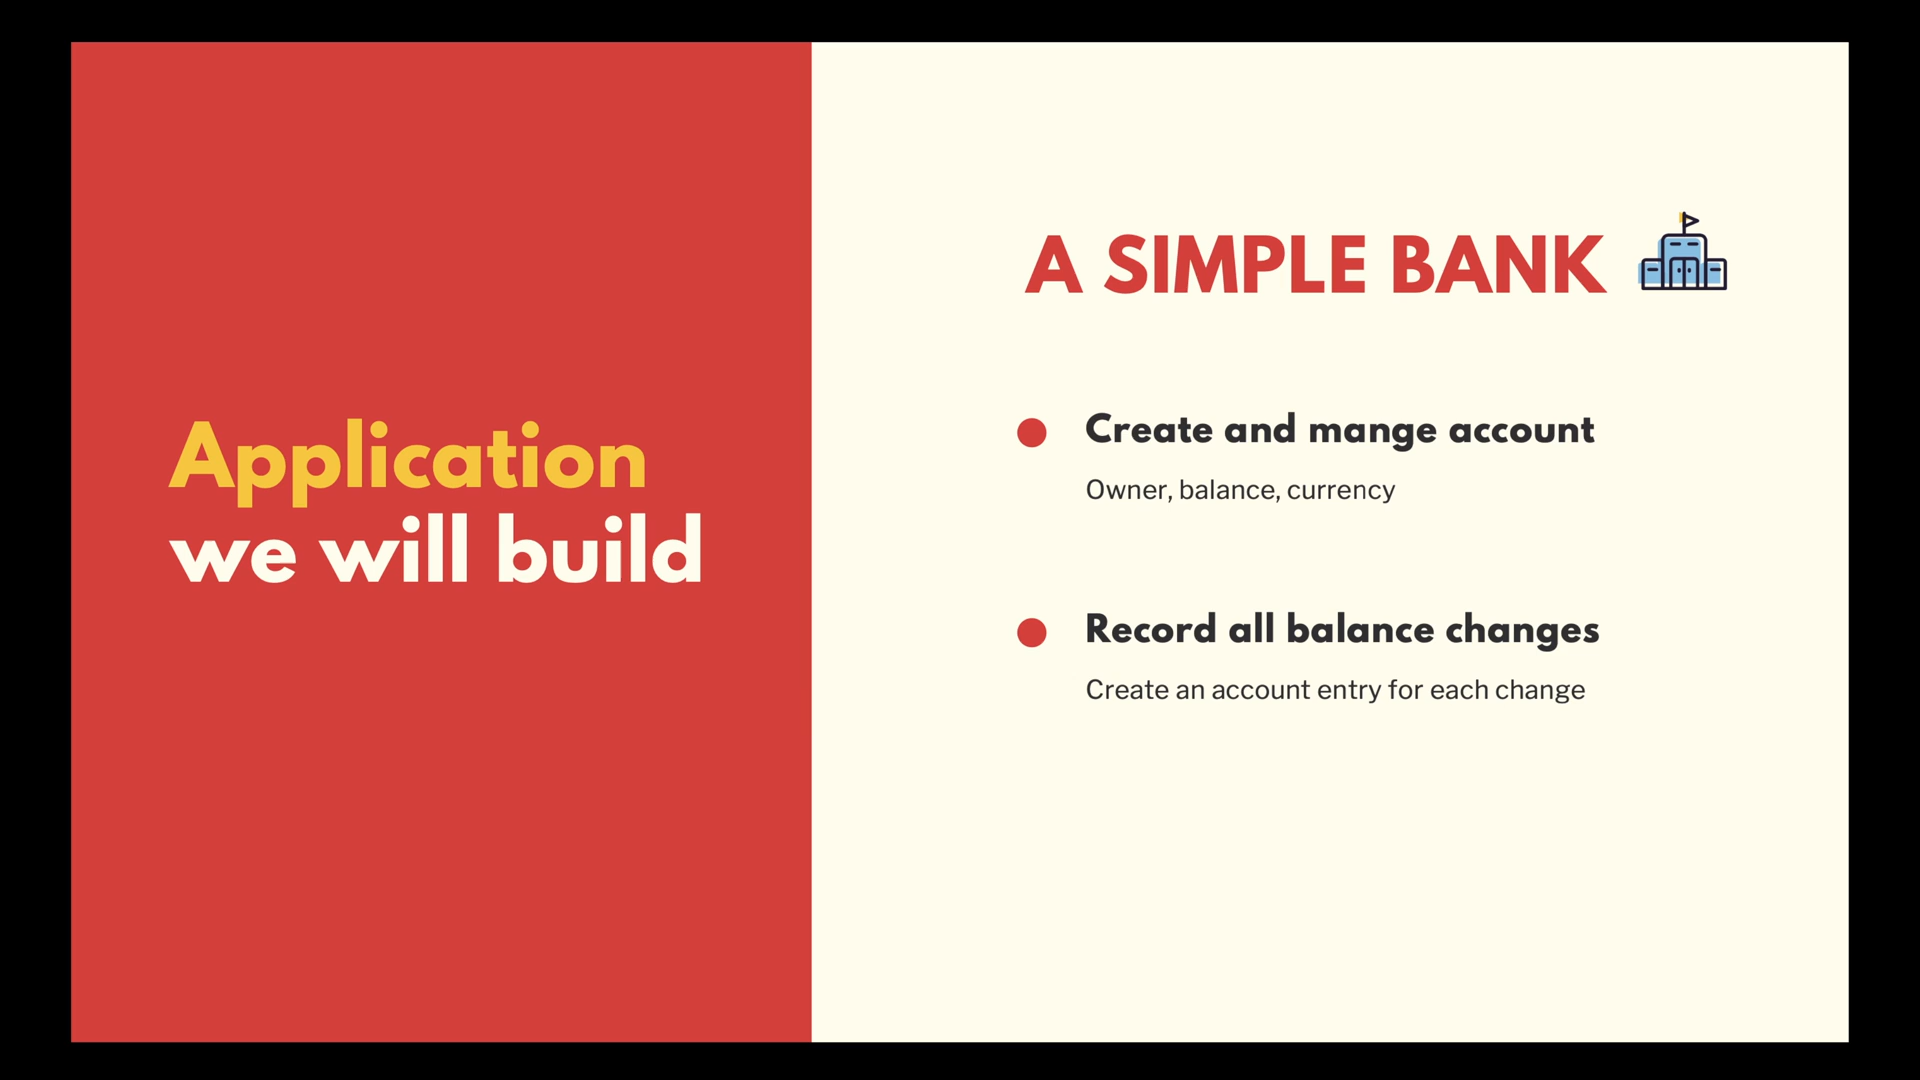 Application
we will build
A SIMPLE BANK
Create and mange account
Owner, balance, currency
Record all balance changes
Create an account entry for each change